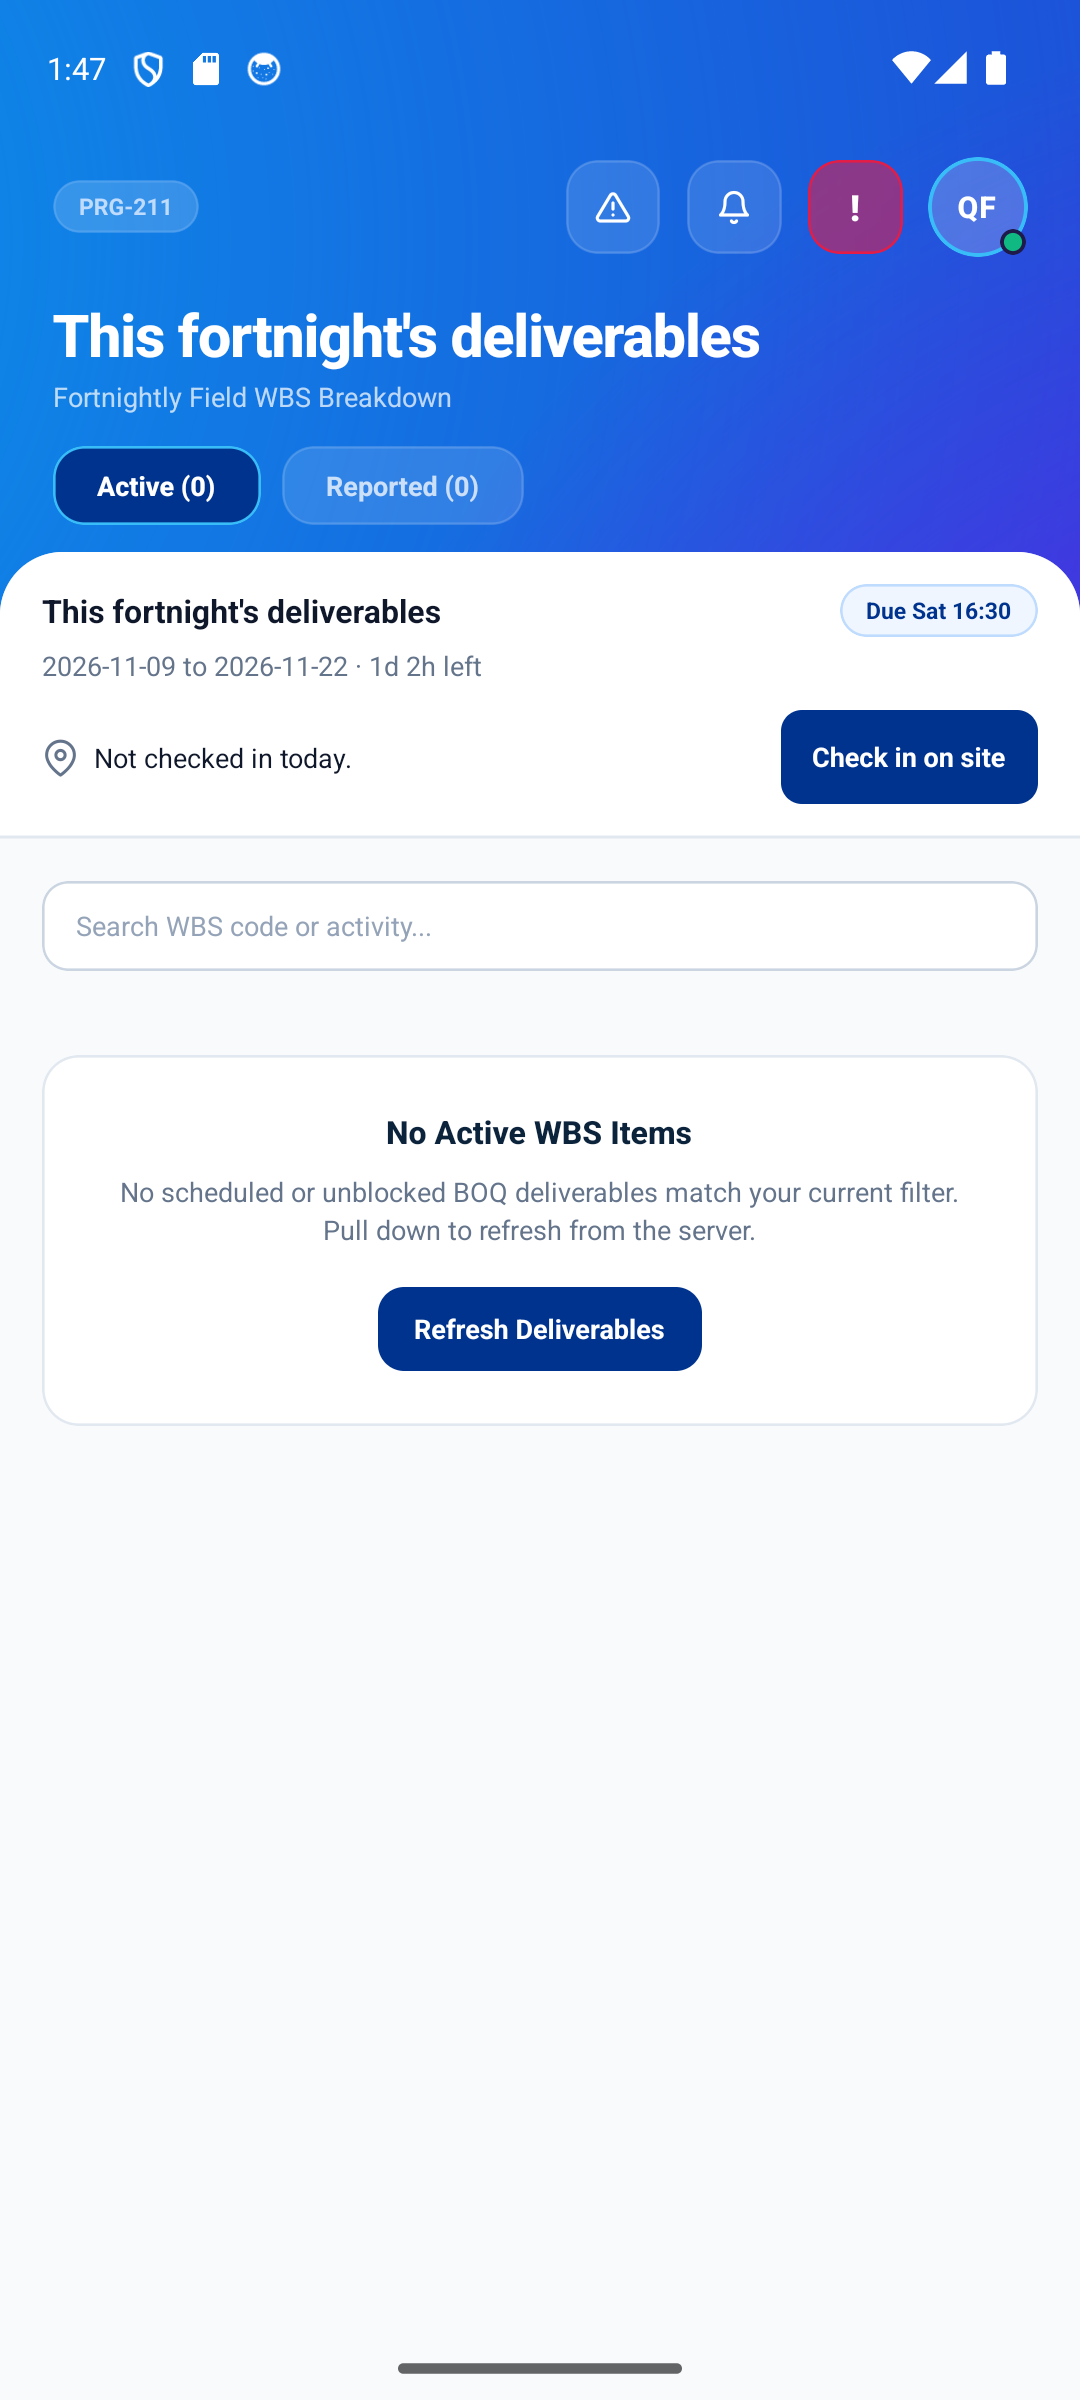 1:47
PRG-211
!
QF
This fortnight's deliverables
Fortnightly Field WBS Breakdown
Active (0)
Reported (0)
This fortnight's deliverables
Due Sat 16:30
2026-11-09 to 2026-11-22 · 1d 2h left
Not checked in today.
Check in on site
Search WBS code or activity...
No Active WBS Items
No scheduled or unblocked BOQ deliverables match your current filter.
Pull down to refresh from the server.
Refresh Deliverables